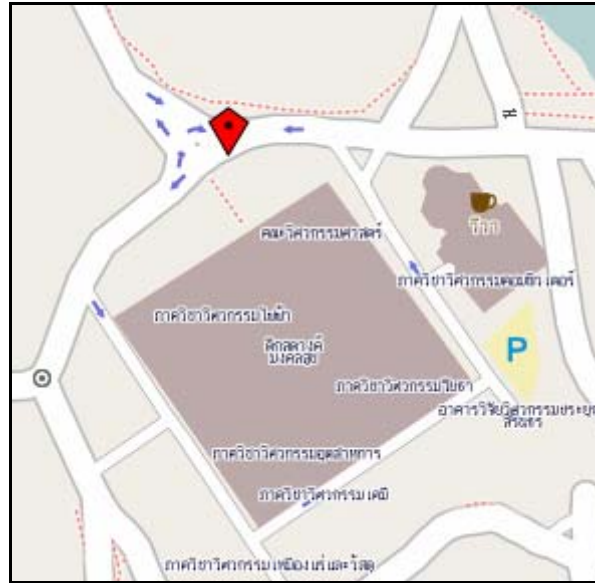 คณะวิศวกรรมศาสตร์
ชีวา
ภาควิชาวิศวกรรมคอมพิวเตอร์
ภาควิชาวิศวกรรมไฟฟ้า
ตึกสตางค์
มงคลสุข
P
ภาควิชาวิศวกรรมโยธา
อาคารวิจัยวิศวกรรมประยุกต์
สิรินธร
ภาควิชาวิศวกรรมอุตสาหการ
ภาควิชาวิศวกรรมเคมี
ภาควิชาวิศวกรรมเหมืองแร่และวัสดุ